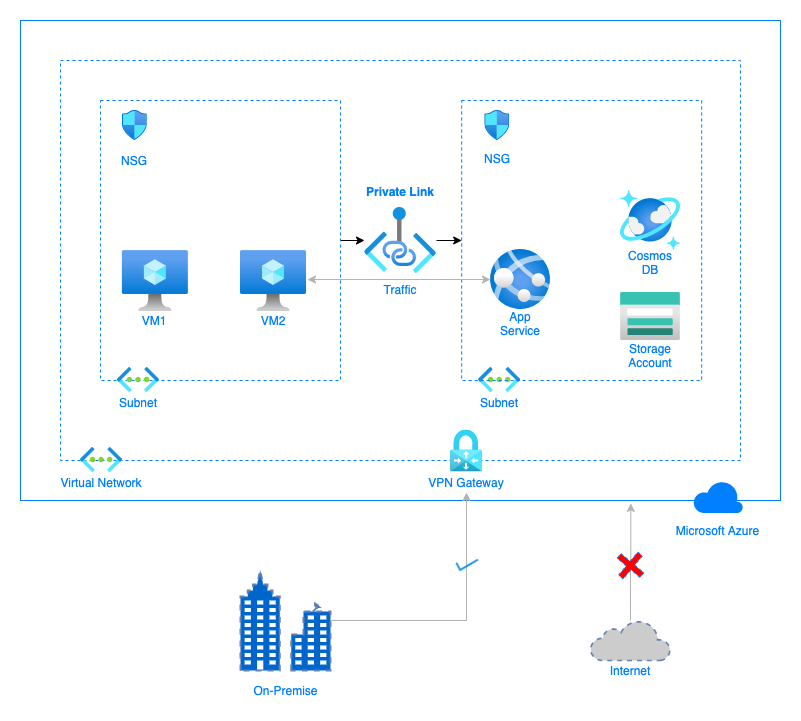 NSG
NSG
Private Link
Cosmos
DB
Traffic
VM1
VM2
App
Service
Storage
Account
Subnet
Subnet
Virtual Network
VPN Gateway
Microsoft Azure
On-Premise
Internet